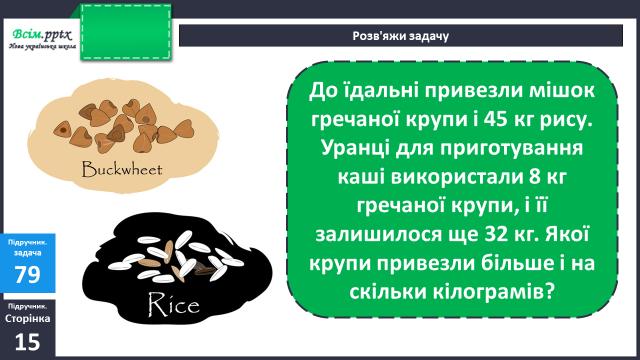 Всім.pptx
Нова українська школа
Розв'яжи задачу
До їдальні привезли мішок
гречаної крупи і 45 кг рису.
Уранці для приготування
каші використали 8 кг
гречаної крупи, і її
залишилося ще 32 кг. Якої
крупи привезли більше і на
скільки кілограмів?
Buckwheet
Rice
Підручник.
задача
79
Підручник.
Сторінка
15